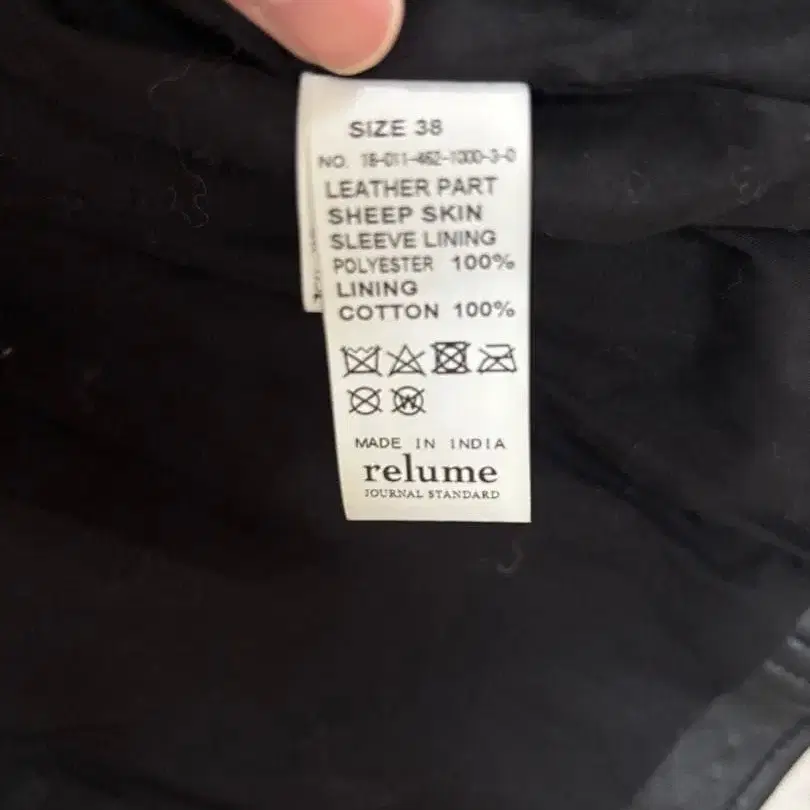 SIZE 38
NO. 18-011-462-1000-3-0
LEATHER PART
SHEEP SKIN
SLEEVE LINING
POLYESTER 100%
LINING
COTTON 100%
W
MADE IN INDIA
relume
JOURNAL STANDARD